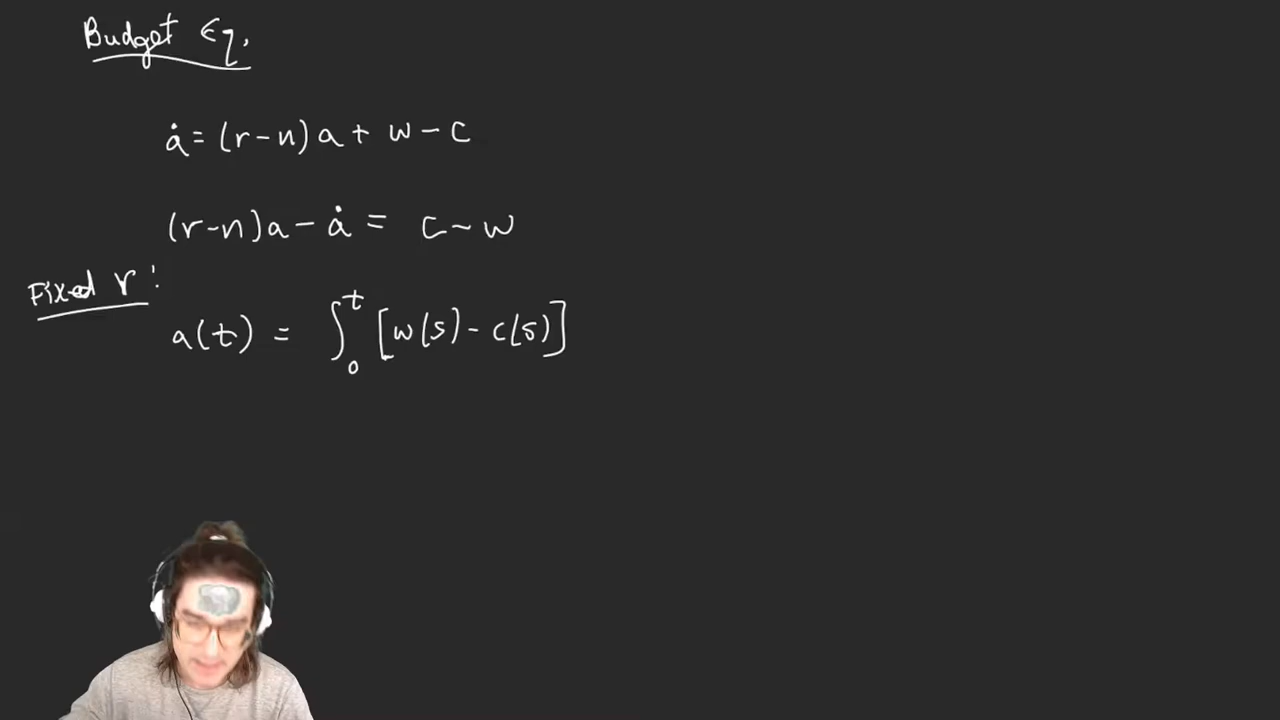 Budget Eq.
ȧ = (r-n) a + w - c
(r-n)a - ȧ = c - w
Fixed r:
a(t) = ∫₀ᵗ [w(s) - c(s)]